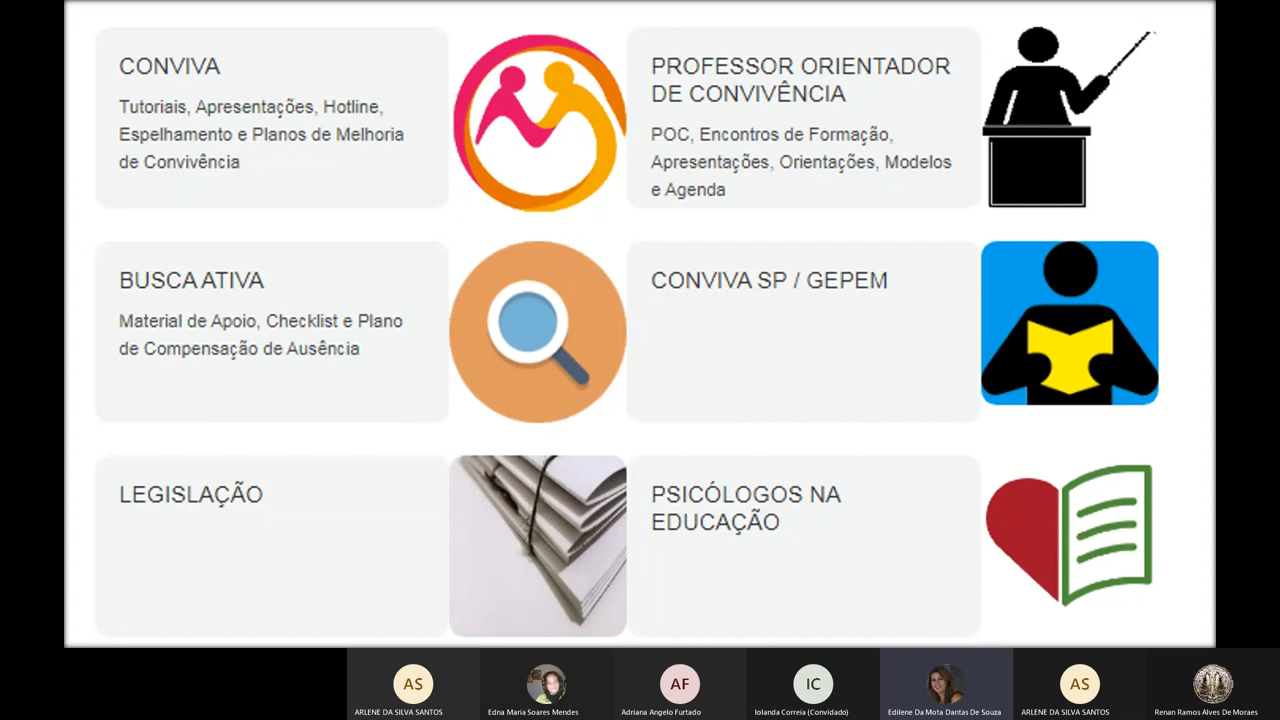 CONVIVA
Tutoriais, Apresentações, Hotline,
Espelhamento e Planos de Melhoria
de Convivência
PROFESSOR ORIENTADOR
DE CONVIVÊNCIA
POC, Encontros de Formação,
Apresentações, Orientações, Modelos
e Agenda
BUSCA ATIVA
Material de Apoio, Checklist e Plano
de Compensação de Ausência
CONVIVA SP / GEPEM
LEGISLAÇÃO
PSICÓLOGOS NA
EDUCAÇÃO
AS
ARLENE DA SILVA SANTOS
Edna Maria Soares Mendes
AF
Adriana Angelo Furtado
IC
Iolanda Correia (Convidado)
Edilene Da Mota Dantas De Souza
AS
ARLENE DA SILVA SANTOS
Renan Ramos Alves De Moraes